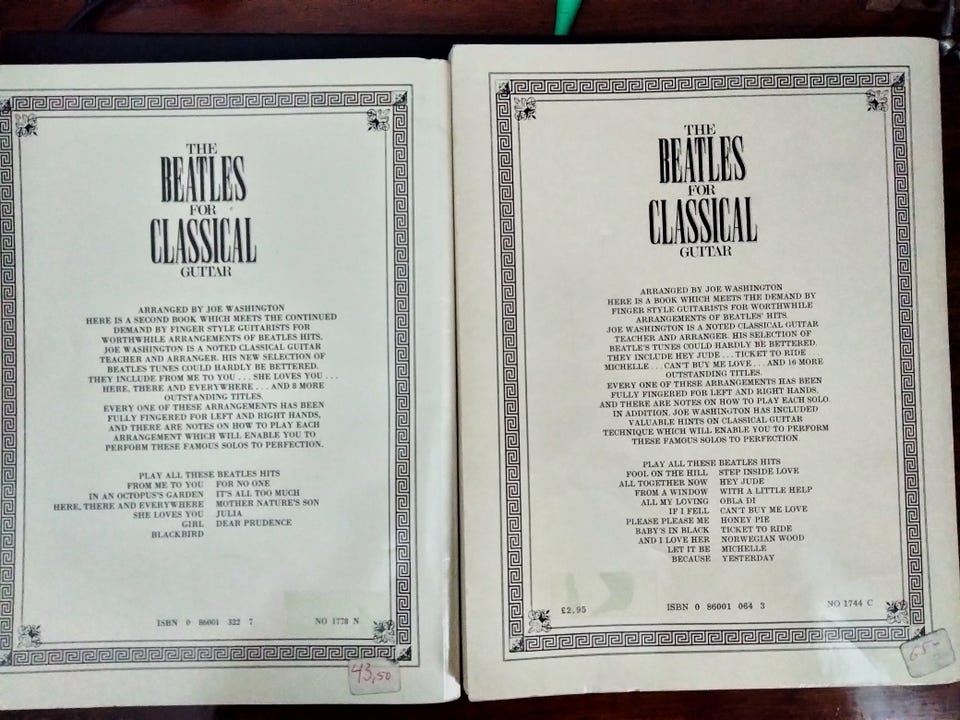 THE
BEATLES
FOR
CLASSICAL
GUITAR
ARRANGED BY JOE WASHINGTON
HERE IS A SECOND BOOK WHICH MEETS THE CONTINUED
DEMAND BY FINGER STYLE GUITARISTS FOR
WORTHWHILE ARRANGEMENTS OF BEATLES HITS.
JOE WASHINGTON IS A NOTED CLASSICAL GUITAR
TEACHER AND ARRANGER. HIS NEW SELECTION OF
BEATLES TUNES COULD HARDLY BE BETTERED.
THEY INCLUDE FROM ME TO YOU . . . SHE LOVES YOU . . .
HERE, THERE AND EVERYWHERE . . . AND 8 MORE
OUTSTANDING TITLES.
EVERY ONE OF THESE ARRANGEMENTS HAS BEEN
FULLY FINGERED FOR LEFT AND RIGHT HANDS,
AND THERE ARE NOTES ON HOW TO PLAY EACH
ARRANGEMENT WHICH WILL ENABLE YOU TO
PERFORM THESE FAMOUS SOLOS TO PERFECTION.
PLAY ALL THESE BEATLES HITS
FROM ME TO YOU FOR NO ONE
IN AN OCTOPUS'S GARDEN IT'S ALL TOO MUCH
HERE, THERE AND EVERYWHERE MOTHER NATURE'S SON
SHE LOVES YOU JULIA
GIRL DEAR PRUDENCE
BLACKBIRD
ISBN 0 86001 322 7 NO 1778 N
43,50
THE
BEATLES
FOR
CLASSICAL
GUITAR
ARRANGED BY JOE WASHINGTON
HERE IS A BOOK WHICH MEETS THE DEMAND BY
FINGER STYLE GUITARISTS FOR WORTHWHILE
ARRANGEMENTS OF BEATLES' HITS.
JOE WASHINGTON IS A NOTED CLASSICAL GUITAR
TEACHER AND ARRANGER. HIS SELECTION OF
BEATLE'S TUNES COULD HARDLY BE BETTERED.
THEY INCLUDE HEY JUDE . . . TICKET TO RIDE . . .
MICHELLE . . . CAN'T BUY ME LOVE . . . AND 16 MORE
OUTSTANDING TITLES.
EVERY ONE OF THESE ARRANGEMENTS HAS BEEN
FULLY FINGERED FOR LEFT AND RIGHT HANDS,
AND THERE ARE NOTES ON HOW TO PLAY EACH SOLO.
IN ADDITION, JOE WASHINGTON HAS INCLUDED
VALUABLE HINTS ON CLASSICAL GUITAR
TECHNIQUE WHICH WILL ENABLE YOU TO PERFORM
THESE FAMOUS SOLOS TO PERFECTION.
PLAY ALL THESE BEATLES HITS
FOOL ON THE HILL STEP INSIDE LOVE
ALL TOGETHER NOW HEY JUDE
FROM A WINDOW WITH A LITTLE HELP
ALL MY LOVING OBLA DI
IF I FELL CAN'T BUY ME LOVE
PLEASE PLEASE ME HONEY PIE
BABY'S IN BLACK TICKET TO RIDE
AND I LOVE HER NORWEGIAN WOOD
LET IT BE MICHELLE
BECAUSE YESTERDAY
£2.95 ISBN 0 86001 064 3 NO 1744 C